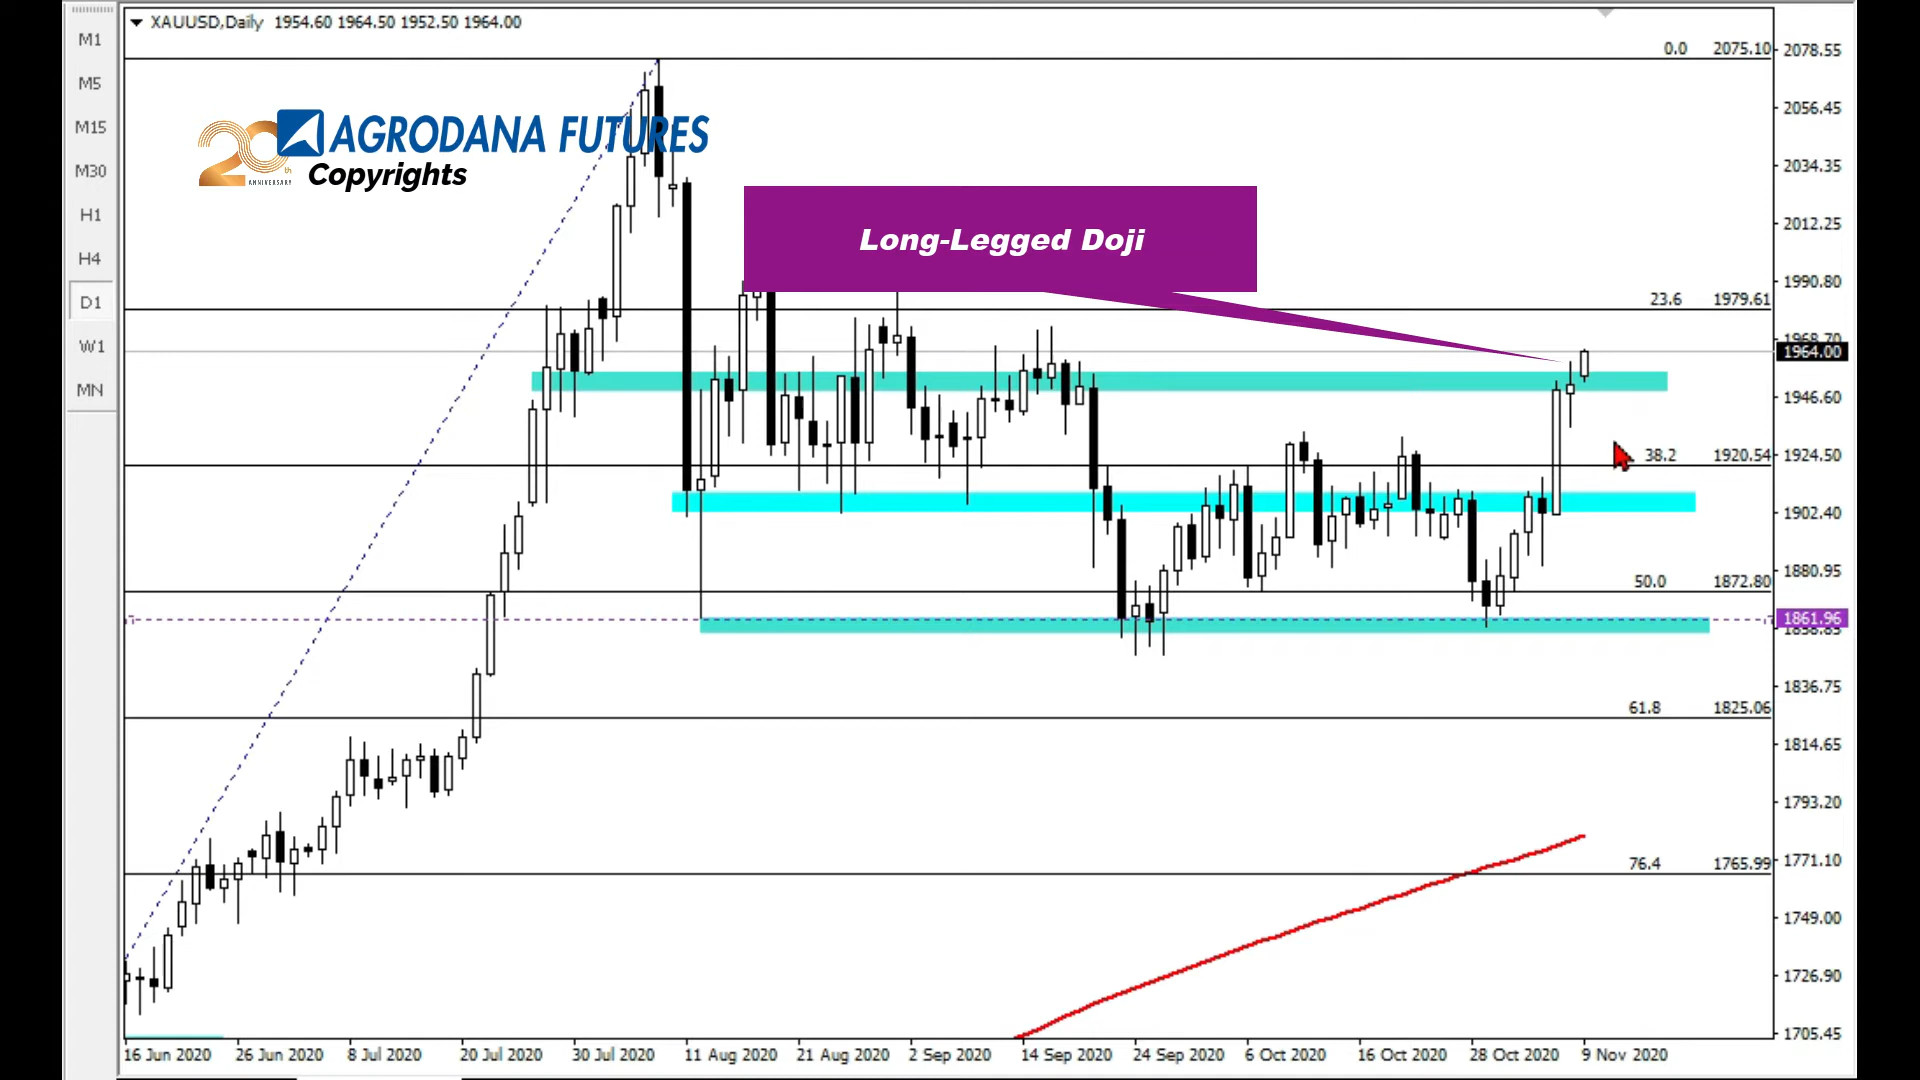 XAUUSD,Daily 1954.60 1964.50 1952.50 1964.00
M1
M5
M15
M30
H1
H4
D1
W1
MN
20th ANNIVERSARY
AGRODANA FUTURES
Copyrights
Long-Legged Doji
0.0 2075.10
23.6 1979.61
38.2 1920.54
50.0 1872.80
61.8 1825.06
76.4 1765.99
2078.55
2056.45
2034.35
2012.25
1990.80
1968.70
1964.00
1946.60
1924.50
1902.40
1880.95
1861.96
1858.85
1836.75
1814.65
1793.20
1771.10
1749.00
1726.90
1705.45
16 Jun 2020 26 Jun 2020 8 Jul 2020 20 Jul 2020 30 Jul 2020 11 Aug 2020 21 Aug 2020 2 Sep 2020 14 Sep 2020 24 Sep 2020 6 Oct 2020 16 Oct 2020 28 Oct 2020 9 Nov 2020